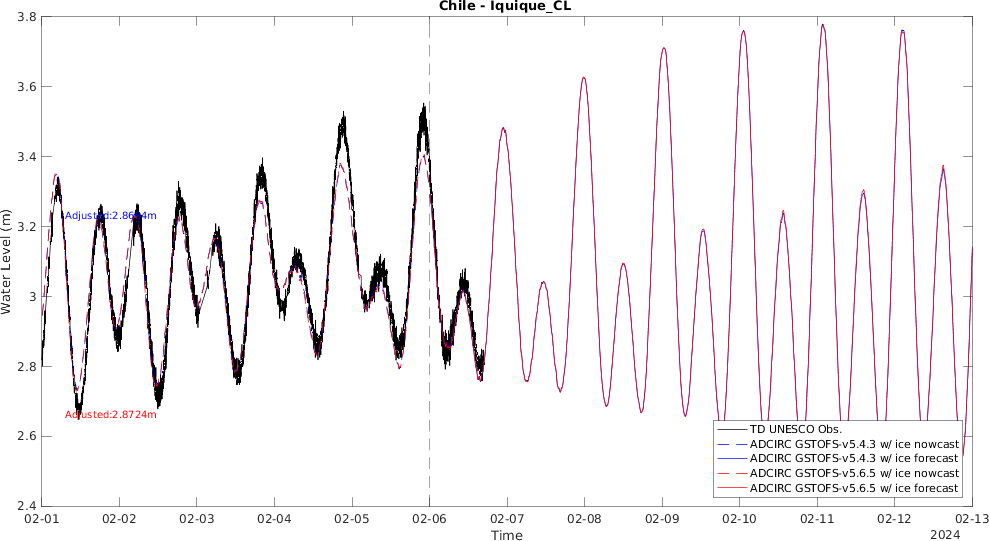 Chile - Iquique_CL
Water Level (m)
3.8
3.6
3.4
3.2
3
2.8
2.6
2.4
Adjusted:2.8694m
Adjusted:2.8724m
TD UNESCO Obs.
ADCIRC GSTOFS-v5.4.3 w/ ice nowcast
ADCIRC GSTOFS-v5.4.3 w/ ice forecast
ADCIRC GSTOFS-v5.6.5 w/ ice nowcast
ADCIRC GSTOFS-v5.6.5 w/ ice forecast
02-01 02-02 02-03 02-04 02-05 02-06 02-07 02-08 02-09 02-10 02-11 02-12 02-13
Time
2024